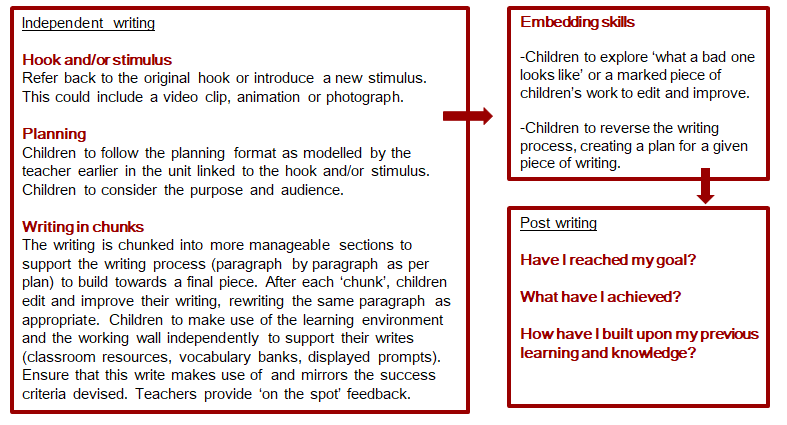 Independent writing
Hook and/or stimulus
Refer back to the original hook or introduce a new stimulus.
This could include a video clip, animation or photograph.
Planning
Children to follow the planning format as modelled by the
teacher earlier in the unit linked to the hook and/or stimulus.
Children to consider the purpose and audience.
Writing in chunks
The writing is chunked into more manageable sections to
support the writing process (paragraph by paragraph as per
plan) to build towards a final piece. After each ‘chunk’, children
edit and improve their writing, rewriting the same paragraph as
appropriate. Children to make use of the learning environment
and the working wall independently to support their writes
(classroom resources, vocabulary banks, displayed prompts).
Ensure that this write makes use of and mirrors the success
criteria devised. Teachers provide ‘on the spot’ feedback.
Embedding skills
-Children to explore ‘what a bad one
looks like’ or a marked piece of
children’s work to edit and improve.
-Children to reverse the writing
process, creating a plan for a given
piece of writing.
Post writing
Have I reached my goal?
What have I achieved?
How have I built upon my previous
learning and knowledge?